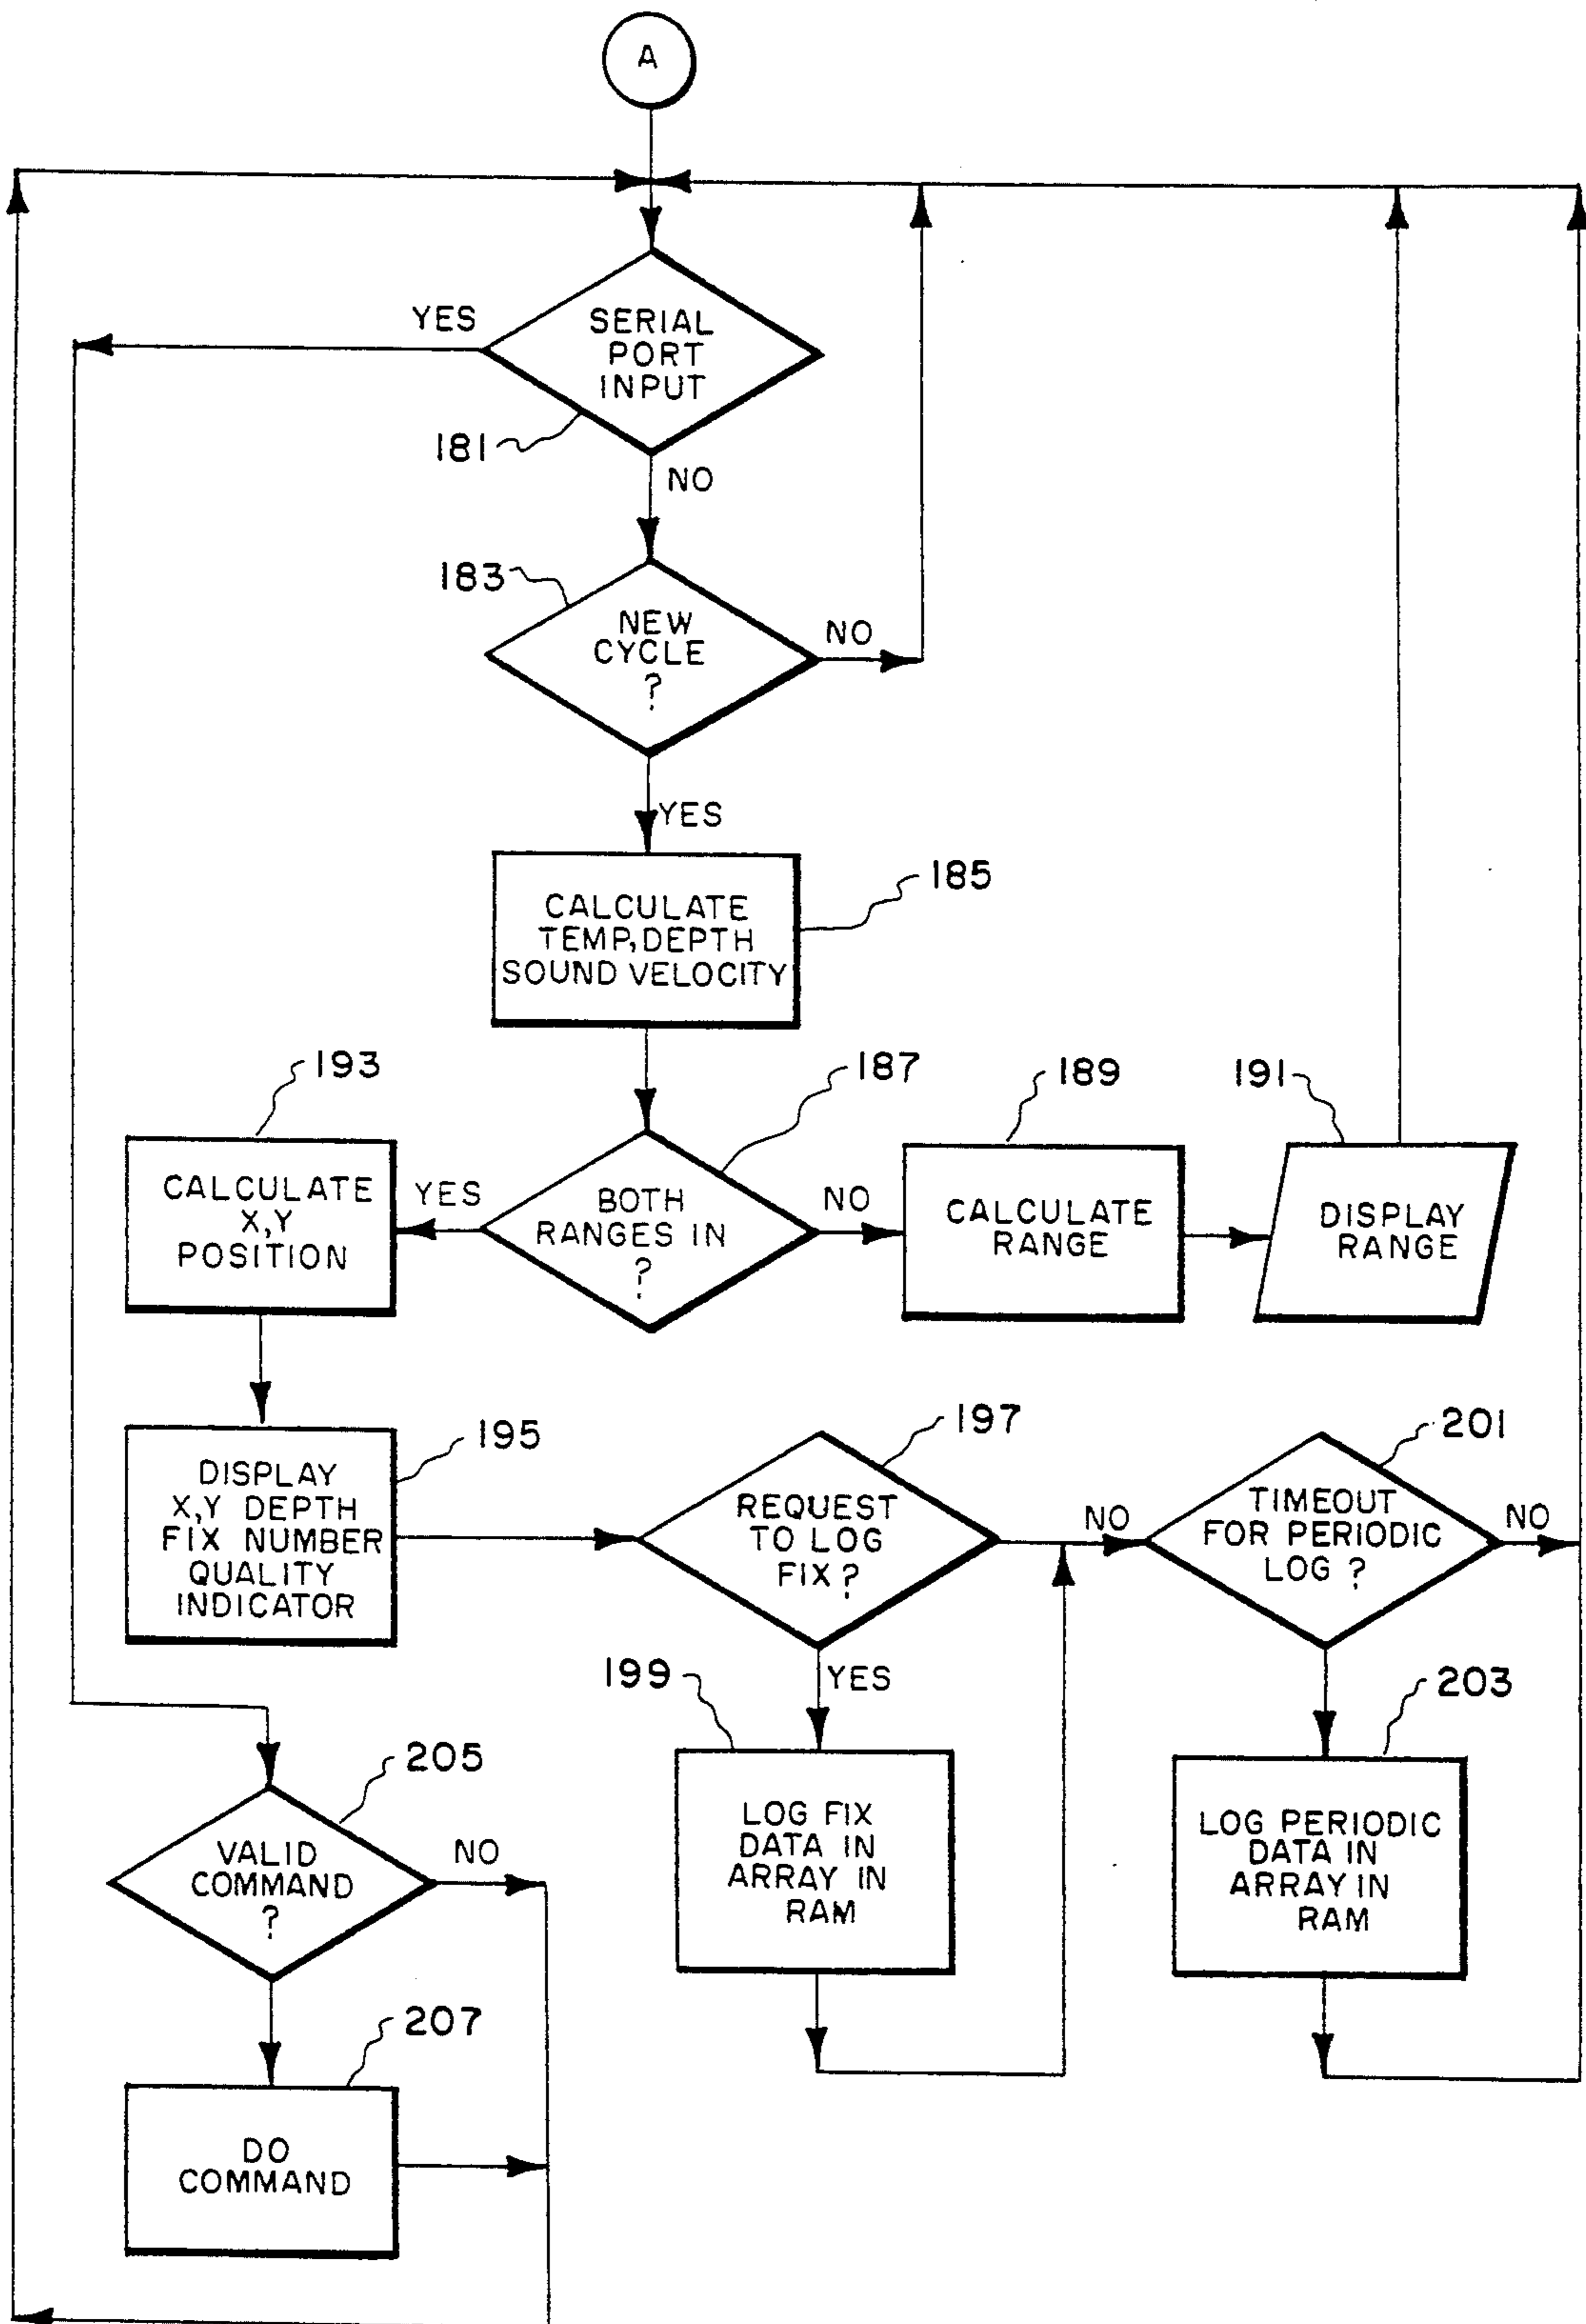 A
YES
SERIAL
PORT
INPUT
181
NO
183
NEW
CYCLE
?
NO
YES
185
CALCULATE
TEMP, DEPTH
SOUND VELOCITY
193
187
189
191
CALCULATE
X,Y
POSITION
YES
BOTH
RANGES IN
?
NO
CALCULATE
RANGE
DISPLAY
RANGE
195
197
201
DISPLAY
X,Y DEPTH
FIX NUMBER
QUALITY
INDICATOR
REQUEST
TO LOG
FIX?
NO
TIMEOUT
FOR PERIODIC
LOG ?
NO
199
YES
203
205
LOG FIX
DATA IN
ARRAY IN
RAM
LOG PERIODIC
DATA IN
ARRAY IN
RAM
VALID
COMMAND
?
NO
207
DO
COMMAND